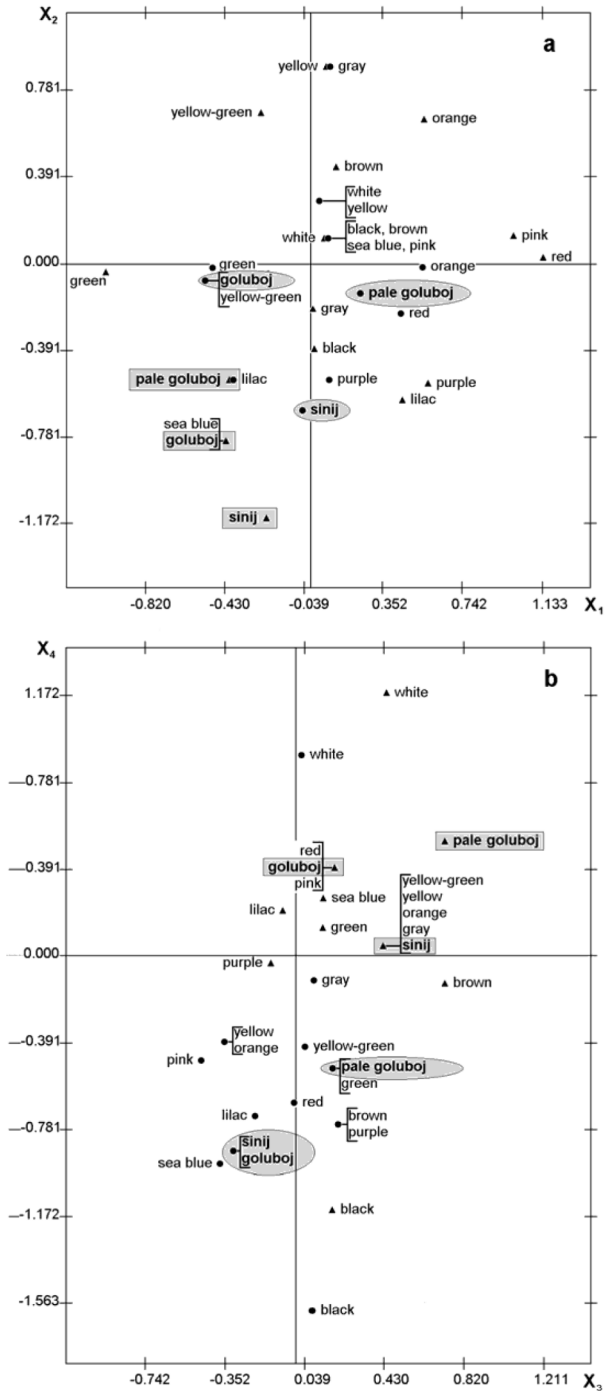 X2
a
yellow gray
0.781
yellow-green
orange
0.391
brown
white
yellow
black, brown
white
sea blue, pink
pink
red
0.000
green
green
goluboj
yellow-green
orange
pale goluboj
gray
red
-0.391
black
pale goluboj
lilac
purple
purple
lilac
sinij
sea blue
goluboj
-0.781
sinij
-1.172
-0.820 -0.430 -0.039 0.352 0.742 1.133 X1
X4
b
1.172
white
0.781
white
pale goluboj
red
goluboj
pink
0.391
yellow-green
yellow
orange
gray
sinij
sea blue
lilac
green
0.000
purple
gray
brown
yellow
orange
-0.391
yellow-green
pink
pale goluboj
green
red
lilac
brown
purple
-0.781
sinij
goluboj
sea blue
black
-1.172
-1.563
black
-0.742 -0.352 0.039 0.430 0.820 1.211 X3